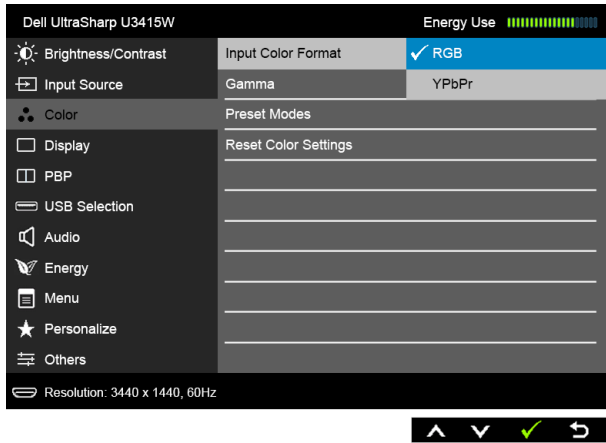 Dell UltraSharp U3415W
Energy Use
Brightness/Contrast
Input Color Format
RGB
Input Source
Gamma
YPbPr
Color
Preset Modes
Display
Reset Color Settings
PBP
USB Selection
Audio
Energy
Menu
Personalize
Others
Resolution: 3440 x 1440, 60Hz